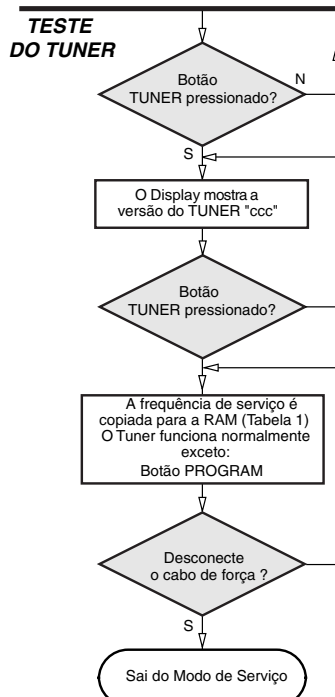 TESTE
DO TUNER
Botão
TUNER pressionado?
N
S
O Display mostra a
versão do TUNER "ccc"
Botão
TUNER pressionado?
A frequência de serviço é
copiada para a RAM (Tabela 1)
O Tuner funciona normalmente
exceto:
Botão PROGRAM
Desconecte
o cabo de força ?
S
Sai do Modo de Serviço